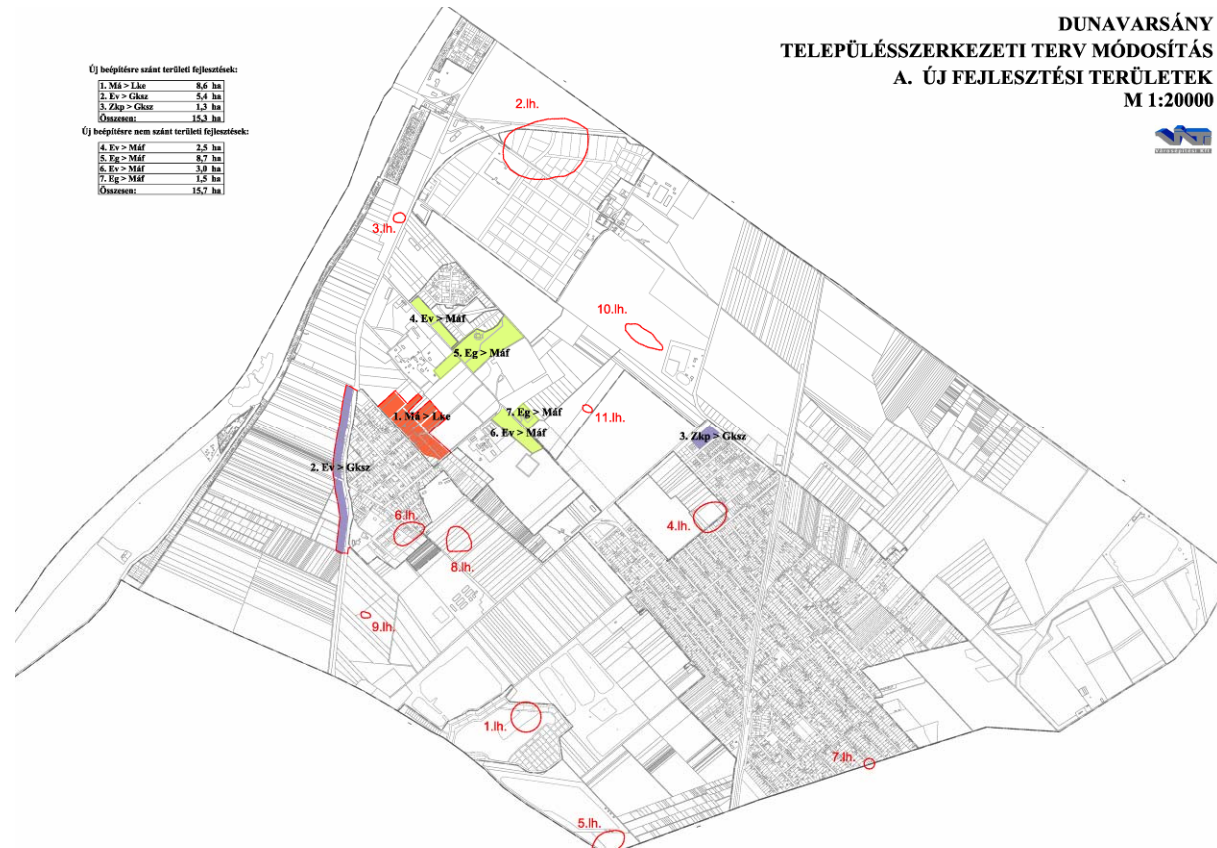 DUNAVARSÁNY
TELEPÜLÉSSZERKEZETI TERV MÓDOSÍTÁS
A. ÚJ FEJLESZTÉSI TERÜLETEK
M 1:20000
VÁTI
Városépítési Kft.
Új beépítésre szánt területi fejlesztések:
1. Má > Lke 8,6 ha
2. Ev > Gksz 5,4 ha
3. Zkp > Gksz 1,3 ha
Összesen: 15,3 ha
Új beépítésre nem szánt területi fejlesztések:
4. Ev > Máf 2,5 ha
5. Eg > Máf 8,7 ha
6. Ev > Máf 3,0 ha
7. Eg > Máf 1,5 ha
Összesen: 15,7 ha
2.lh.
3.lh.
10.lh.
4. Ev > Máf
5. Eg > Máf
1. Má > Lke
7. Eg > Máf
11.lh.
6. Ev > Máf
3. Zkp > Gksz
2. Ev > Gksz
6.lh.
4.lh.
8.lh.
9.lh.
1.lh.
7.lh.
5.lh.